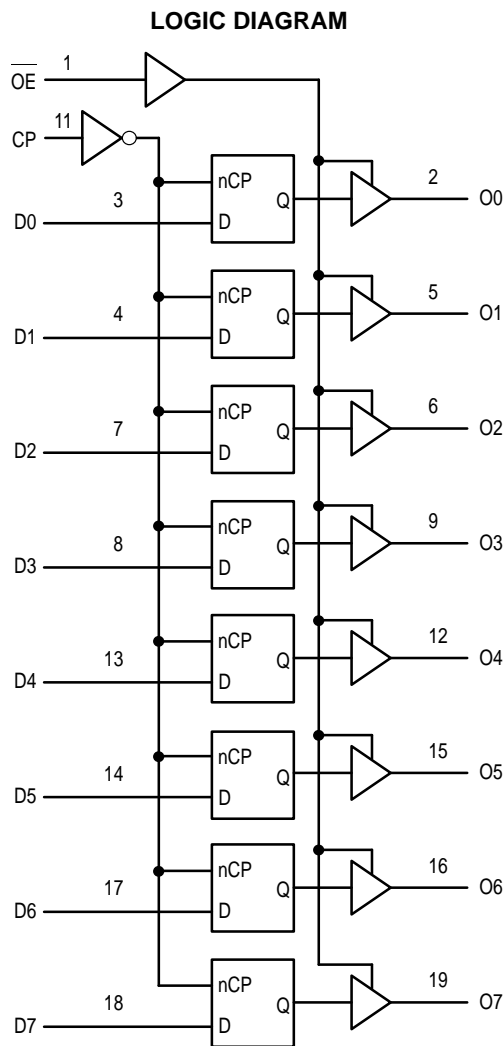 LOGIC DIAGRAM
1
O̅E̅
11
CP
nCP
3
D0
D
Q
2
O0
nCP
4
D1
D
Q
5
O1
nCP
7
D2
D
Q
6
O2
nCP
8
D3
D
Q
9
O3
nCP
13
D4
D
Q
12
O4
nCP
14
D5
D
Q
15
O5
nCP
17
D6
D
Q
16
O6
nCP
18
D7
D
Q
19
O7